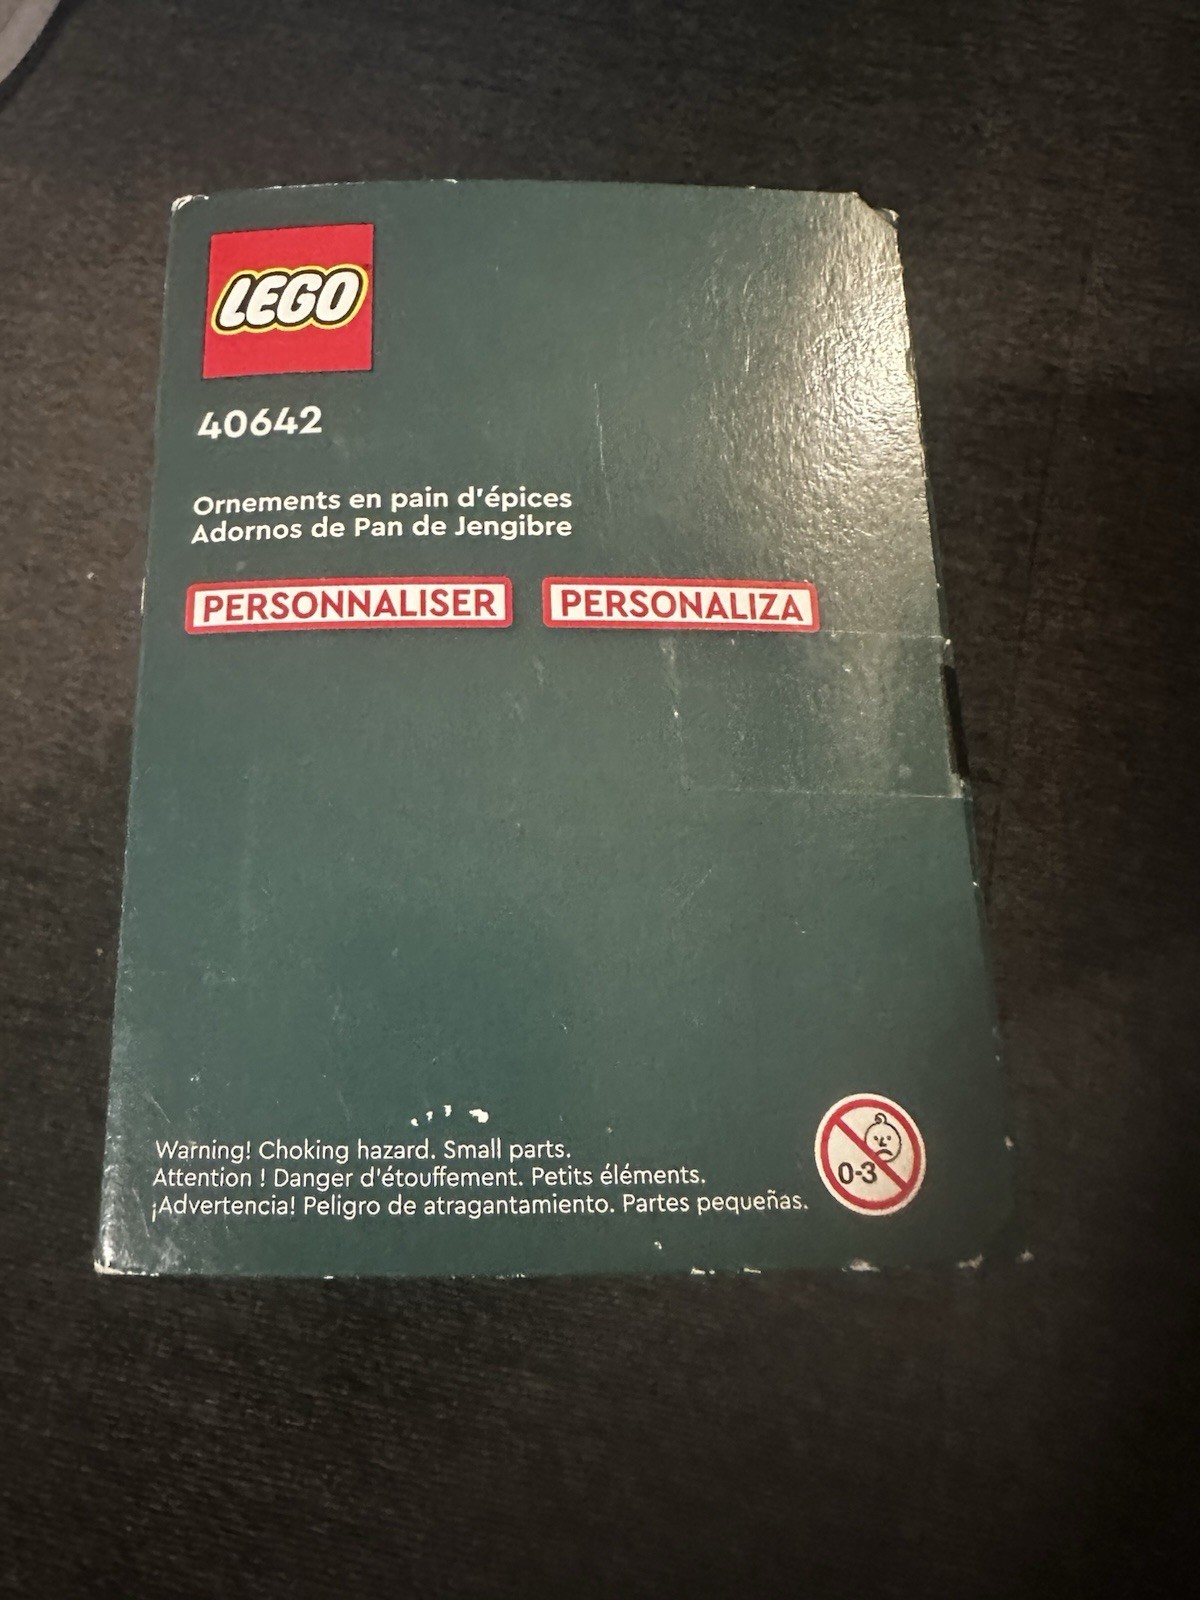 LEGO
40642
Ornements en pain d'épices
Adornos de Pan de Jengibre
PERSONNALISER PERSONALIZA
Warning! Choking hazard. Small parts.
Attention ! Danger d'étouffement. Petits éléments.
¡Advertencia! Peligro de atragantamiento. Partes pequeñas.
0-3